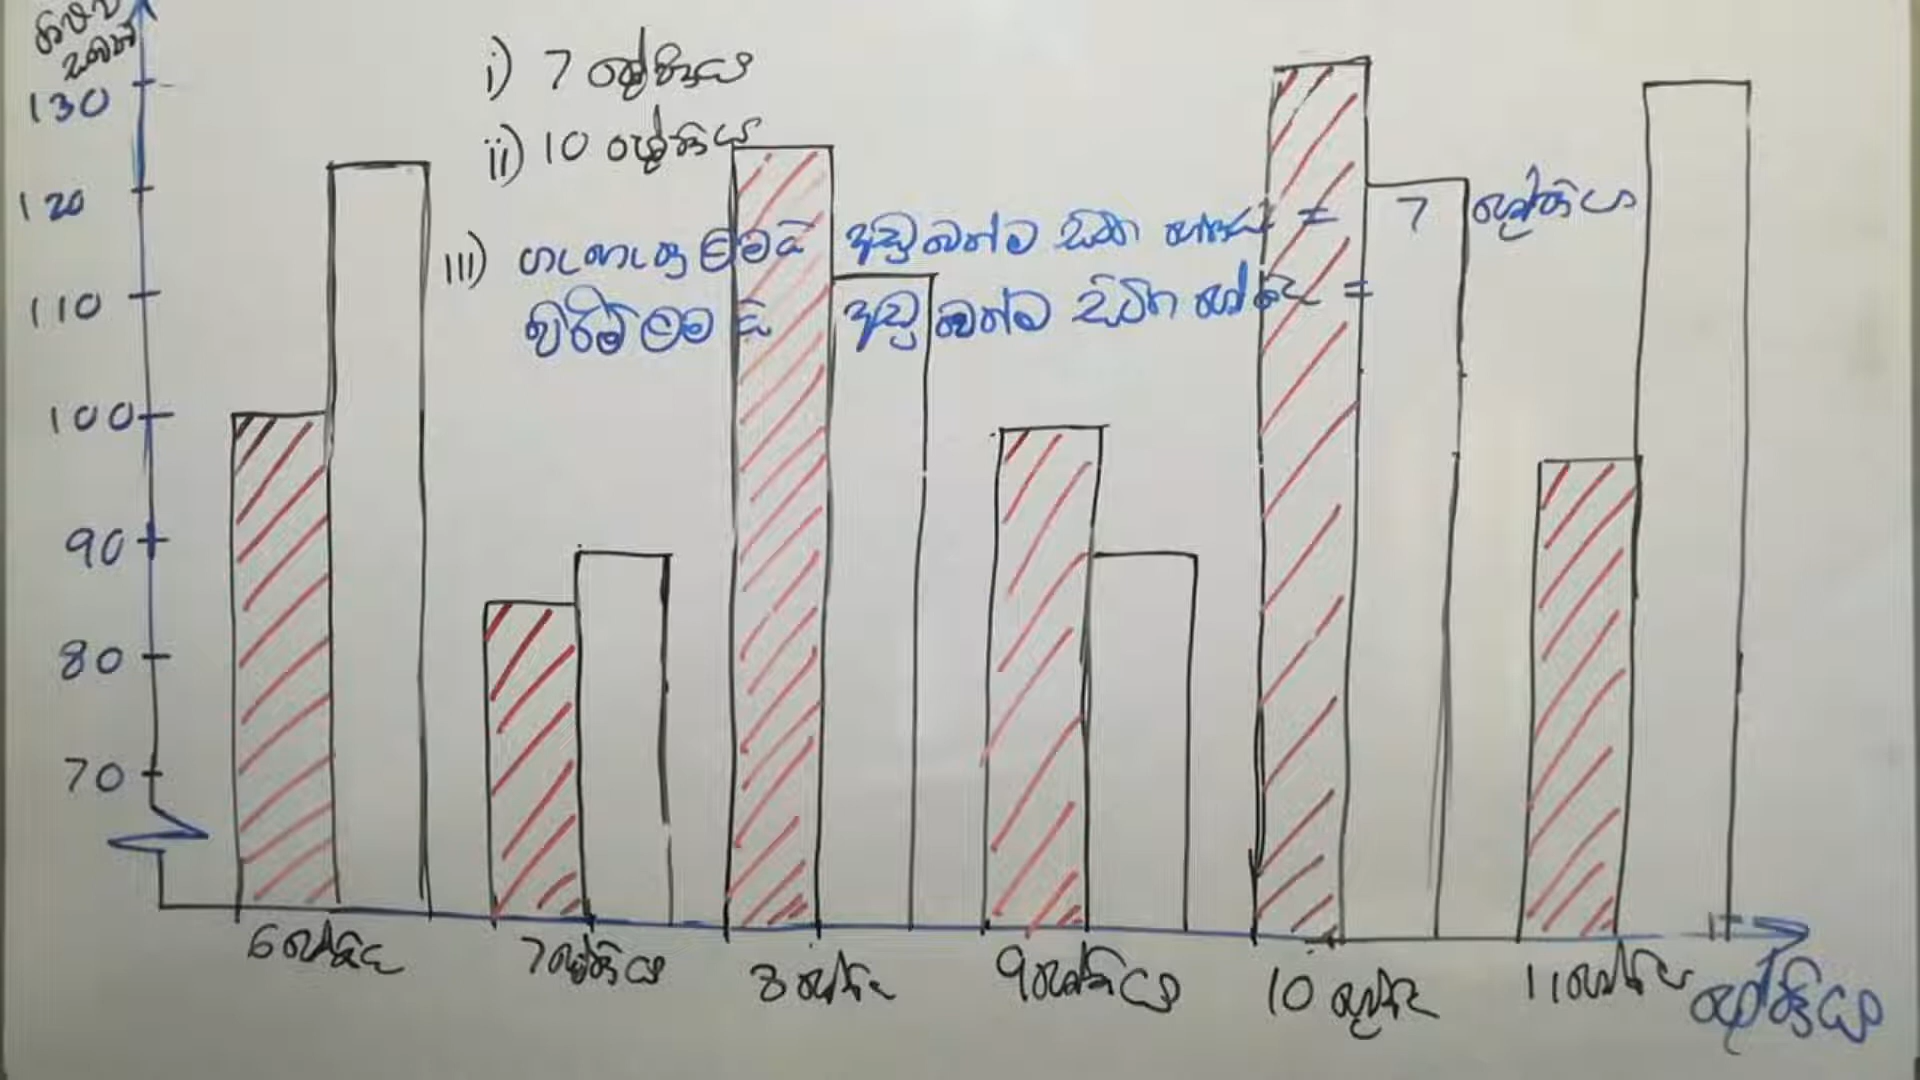 ශිෂ්‍ය
ගණන
130
120
110
100
90
80
70
i) 7 ශ්‍රේණිය
ii) 10 ශ්‍රේණිය
iii) ගැහැනු ළමයි අඩුවෙන්ම සිටින ශ්‍රේණිය = 7 ශ්‍රේණිය
පිරිමි ළමයි අඩුවෙන්ම සිටින ශ්‍රේණිය =
6 ශ්‍රේණිය
7 ශ්‍රේණිය
8 ශ්‍රේණිය
9 ශ්‍රේණිය
10 ශ්‍රේණිය
11 ශ්‍රේණිය
ශ්‍රේණිය